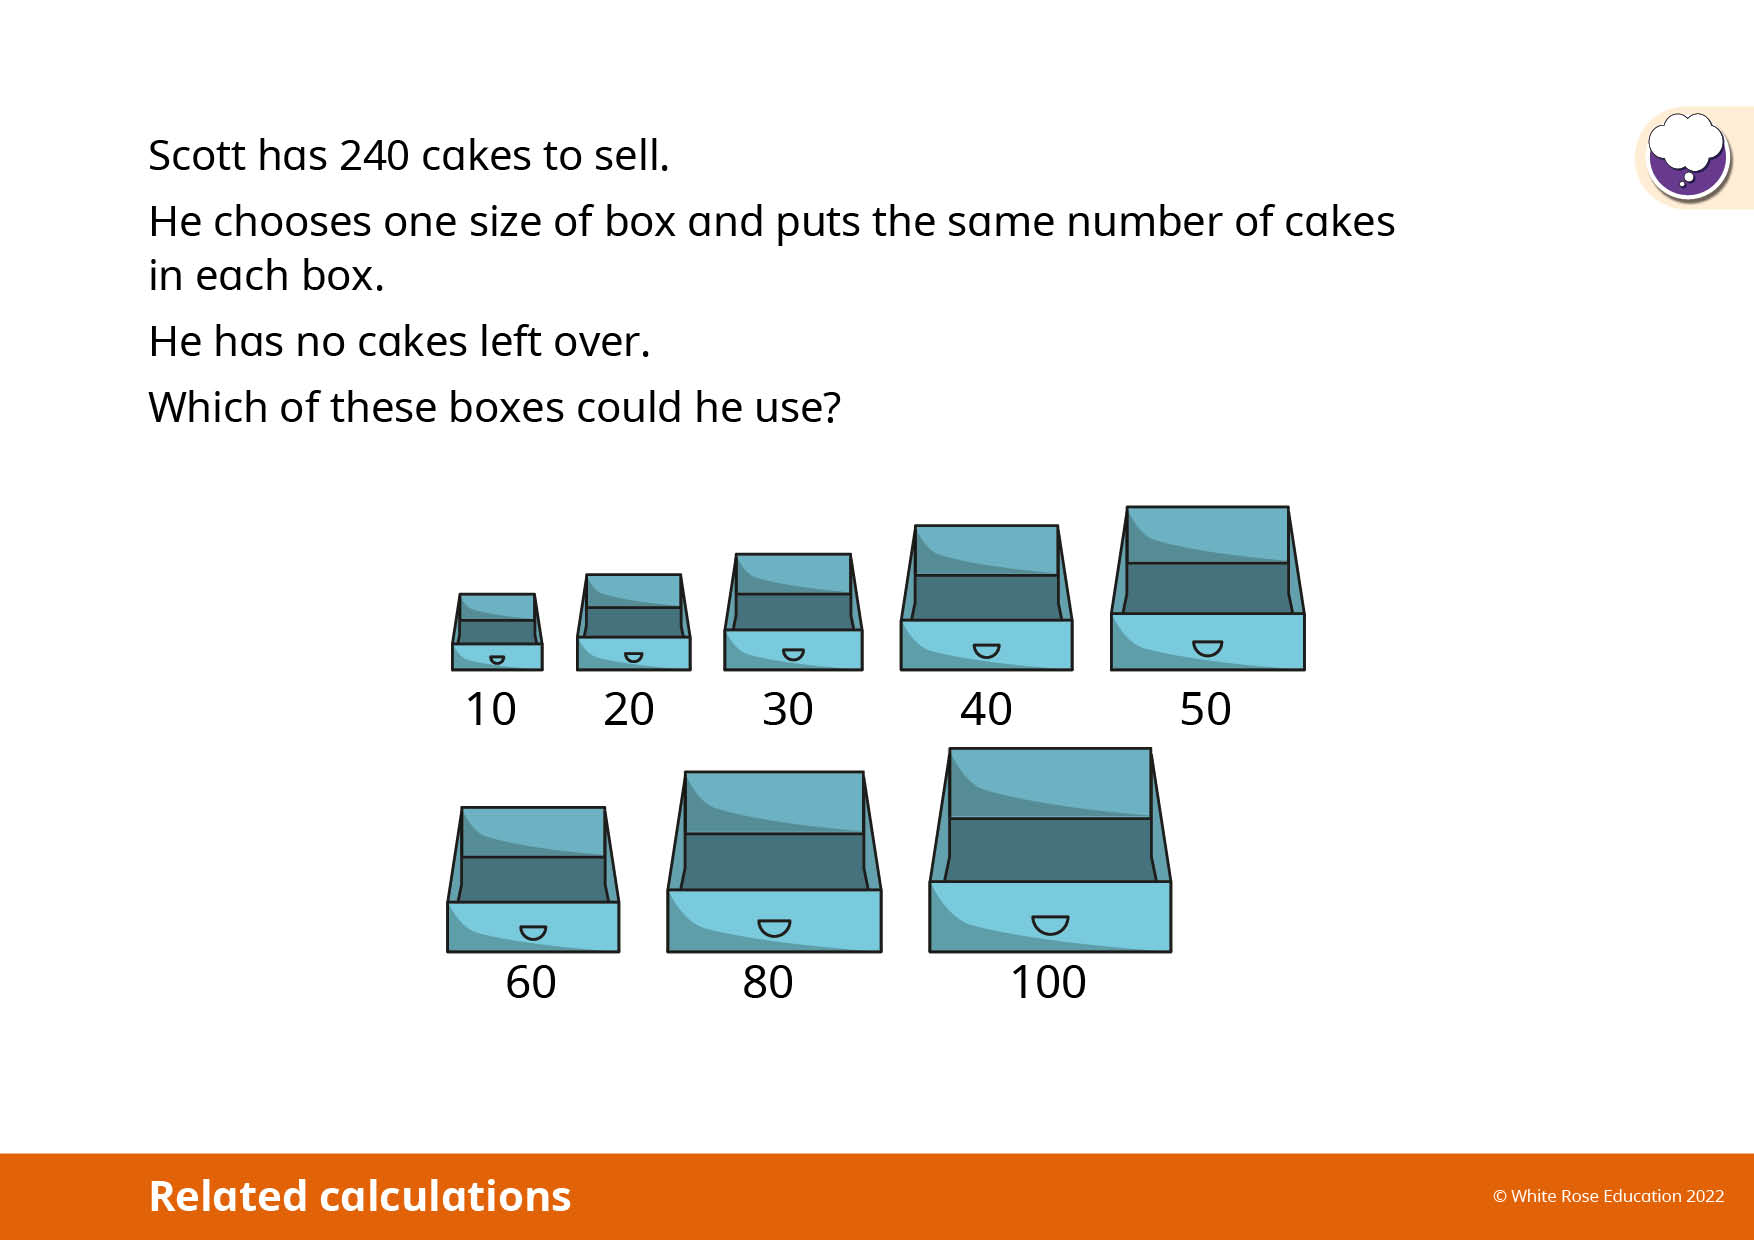 Scott has 240 cakes to sell.
He chooses one size of box and puts the same number of cakes
in each box.
He has no cakes left over.
Which of these boxes could he use?
10 20 30 40 50
60 80 100
Related calculations
© White Rose Education 2022